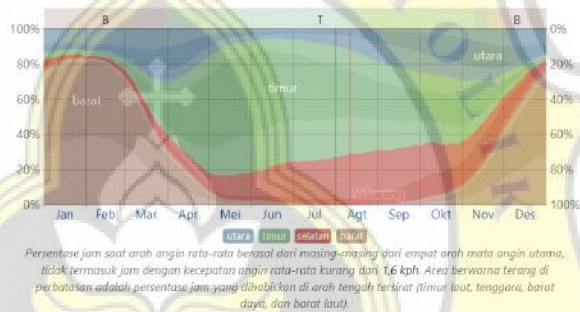 B T B
100% 0%
80% 20%
60% 40%
40% 60%
20% 80%
0% 100%
utara
barat
timur
Sekarang
Jan Feb Mar Apr Mei Jun Jul Agt Sep Okt Nov Des
utara timur selatan barat
Persentase jam saat arah angin rata-rata berasal dari masing-masing dari empat arah mata angin utama,
tidak termasuk jam dengan kecepatan angin rata-rata kurang dari 1,6 kph. Area berwarna terang di
perbatasan adalah persentase jam yang dihabiskan di arah tengah tersirat (timur laut, tenggara, barat
daya, dan barat laut).
O L I K